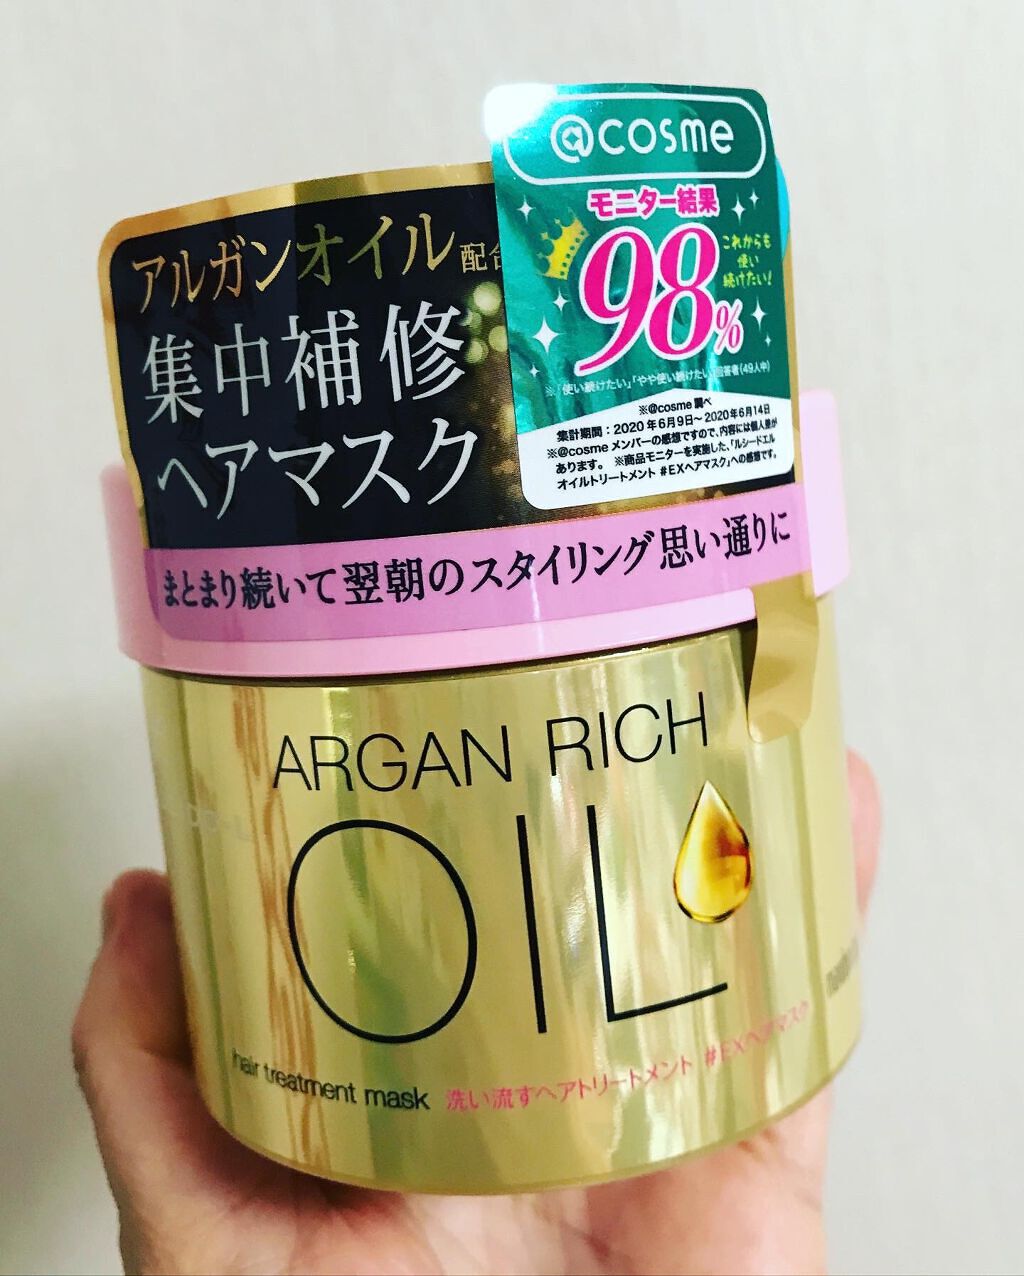 @cosme
モニター結果
98%
これからも
使い
続けたい!
※「使い続けたい」「やや使い続けたい」回答者(49人中)
※@cosme調べ
集計期間:2020年6月9日~2020年6月14日
※@cosmeメンバーの感想ですので、内容には個人差が
あります。 ※商品モニターを実施した、「ルシードエル
オイルトリートメント #EXヘアマスク」への感想です。
アルガンオイル配合
集中補修
ヘアマスク
まとまり続いて翌朝のスタイリング思い通りに
ARGAN RICH
OIL
hair treatment mask 洗い流すヘアトリートメント #EXヘアマスク